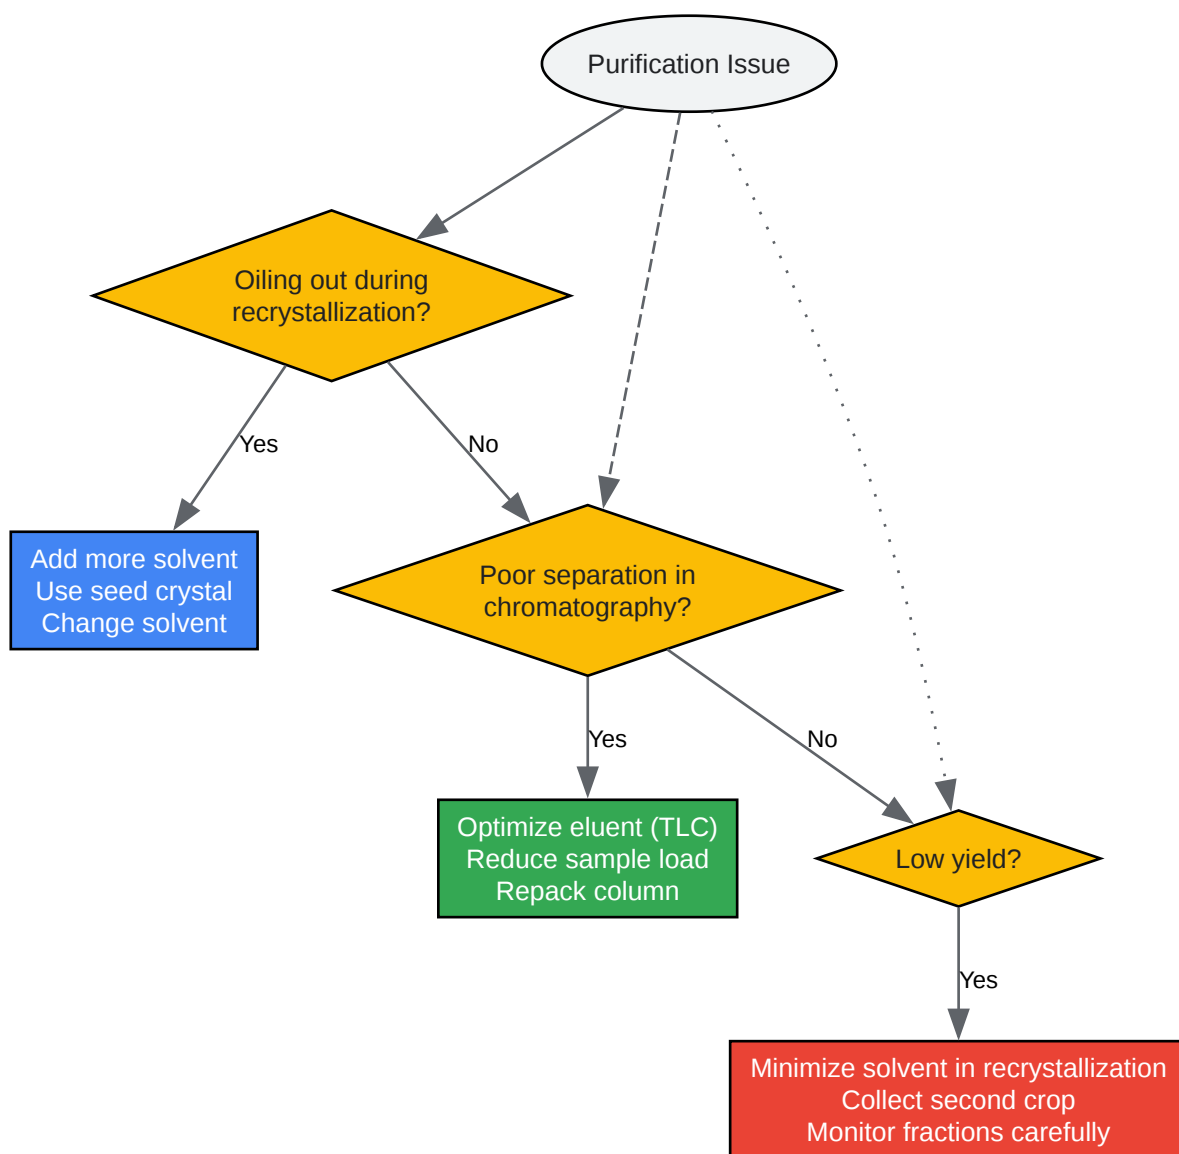 Purification Issue
Oiling out during
recrystallization?
Yes
No
Add more solvent
Use seed crystal
Change solvent
Poor separation in
chromatography?
Yes
No
Optimize eluent (TLC)
Reduce sample load
Repack column
Low yield?
Yes
Minimize solvent in recrystallization
Collect second crop
Monitor fractions carefully